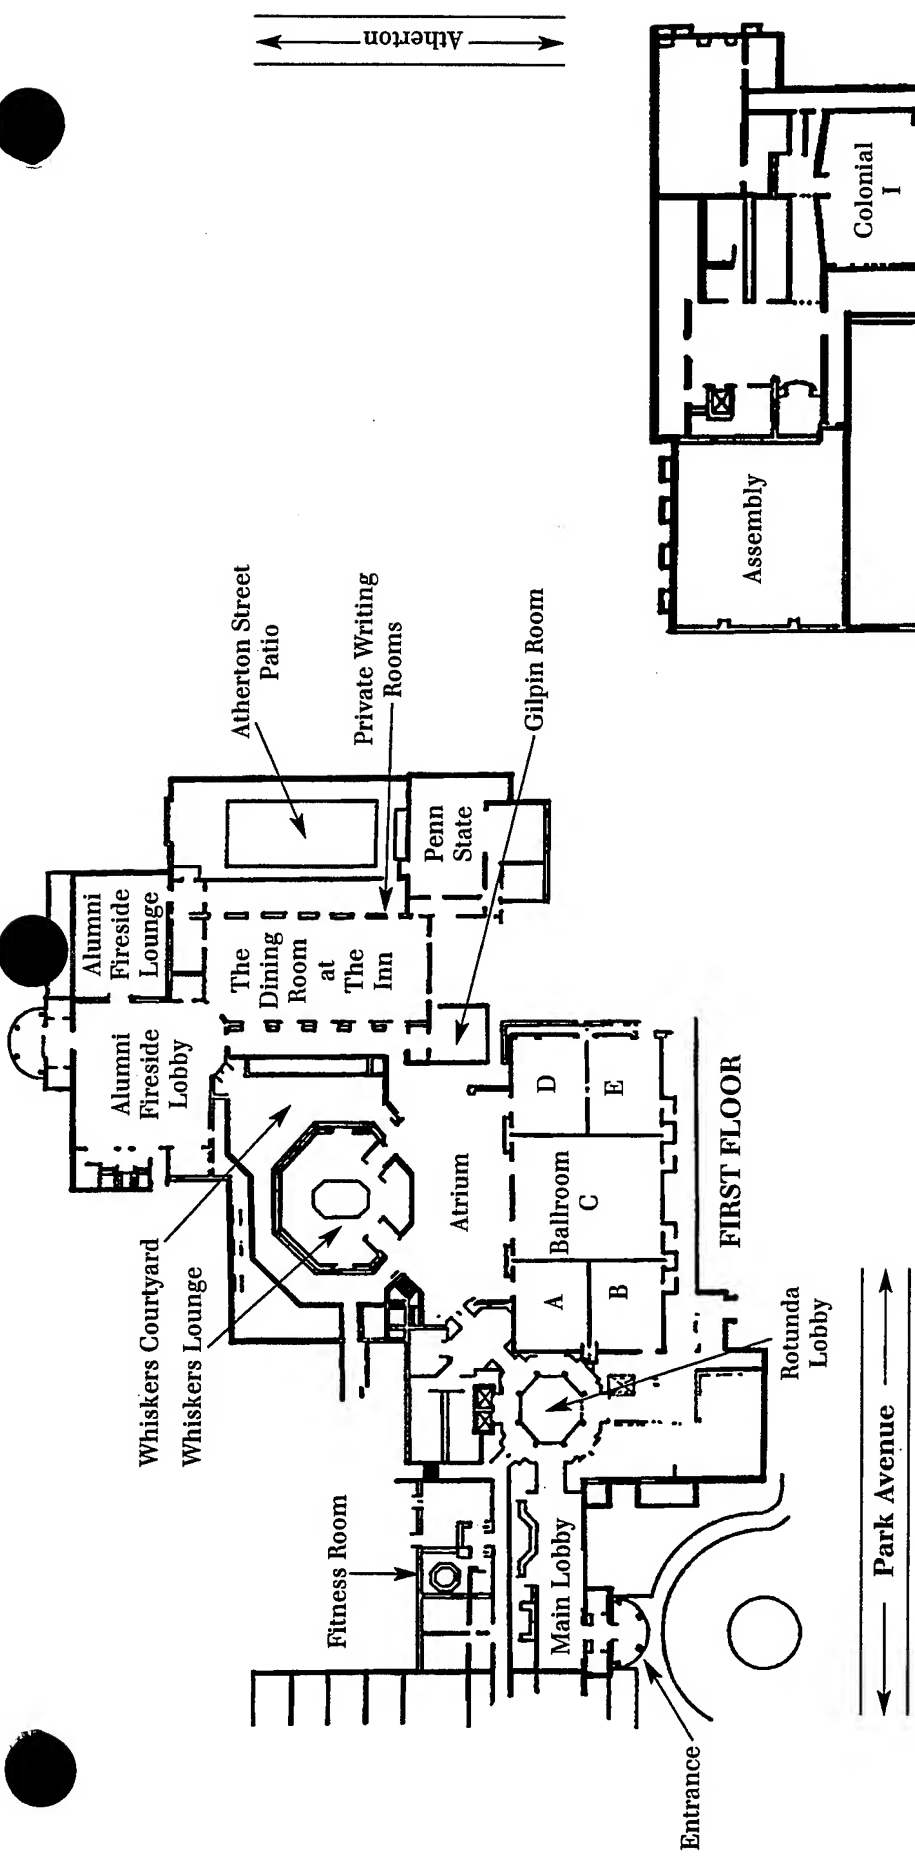 Atherton
Colonial
I
Assembly
Atherton Street
Patio
Private Writing
Rooms
Gilpin Room
Penn
State
Alumni
Fireside
Lounge
The
Dining
Room
at
The
Inn
Alumni
Fireside
Lobby
Whiskers Courtyard
Whiskers Lounge
Atrium
D
E
Ballroom
C
A
B
FIRST FLOOR
Rotunda
Lobby
Fitness Room
Main Lobby
Entrance
Park Avenue